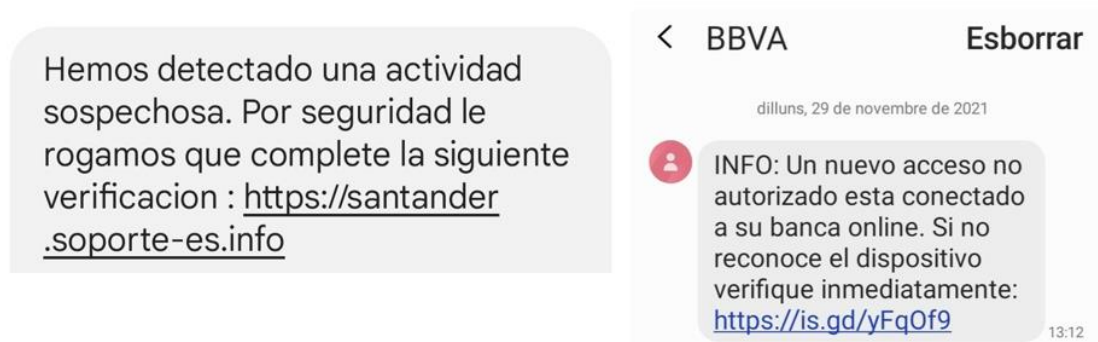 Hemos detectado una actividad
sospechosa. Por seguridad le
rogamos que complete la siguiente
verificacion : https://santander
.soporte-es.info
< BBVA Esborrar
dilluns, 29 de novembre de 2021
INFO: Un nuevo acceso no
autorizado esta conectado
a su banca online. Si no
reconoce el dispositivo
verifique inmediatamente:
https://is.gd/yFqOf9
13:12